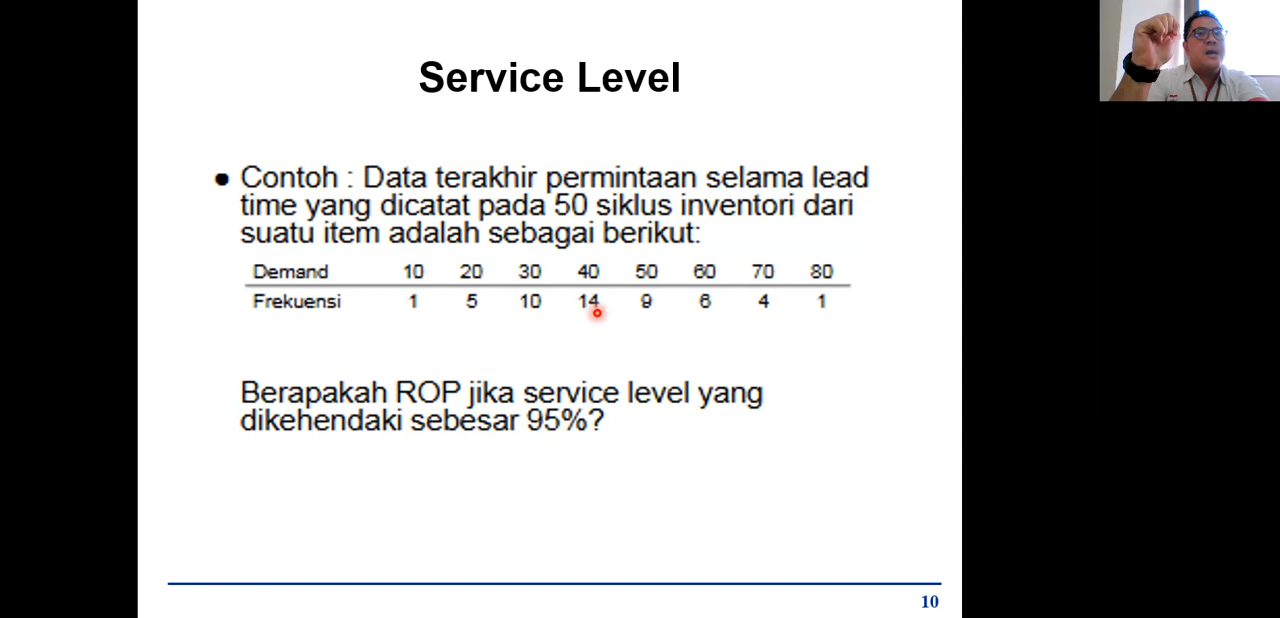 Service Level
● Contoh : Data terakhir permintaan selama lead
time yang dicatat pada 50 siklus inventori dari
suatu item adalah sebagai berikut:
Demand 10 20 30 40 50 60 70 80
Frekuensi 1 5 10 14 9 6 4 1
Berapakah ROP jika service level yang
dikehendaki sebesar 95%?
10